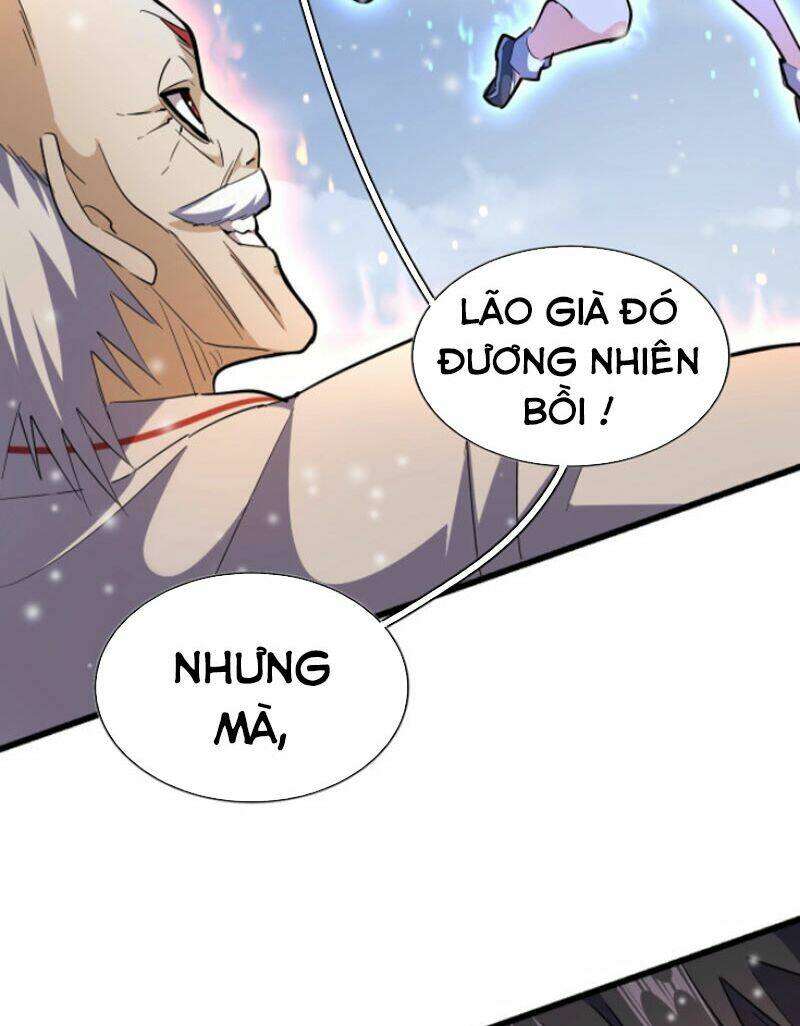 LÃO GIÀ ĐÓ
ĐƯƠNG NHIÊN
BỒI !
NHƯNG
MÀ,